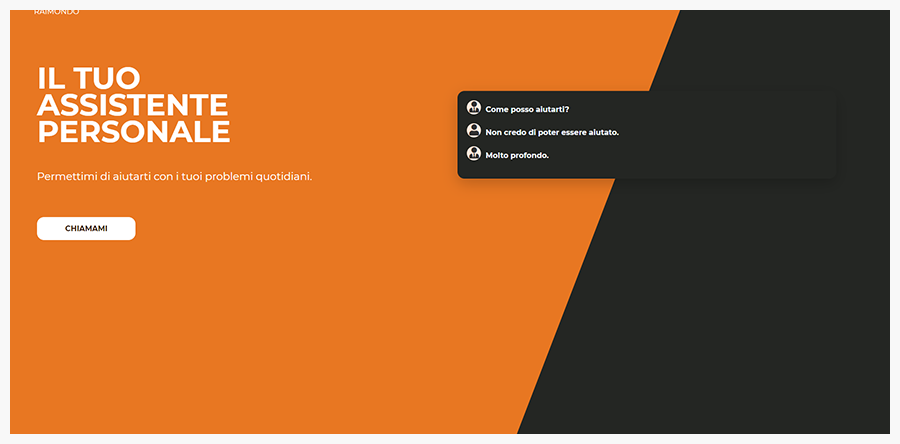 RAIMONDO
IL TUO
ASSISTENTE
PERSONALE
Permettimi di aiutarti con i tuoi problemi quotidiani.
CHIAMAMI
Come posso aiutarti?
Non credo di poter essere aiutato.
Molto profondo.